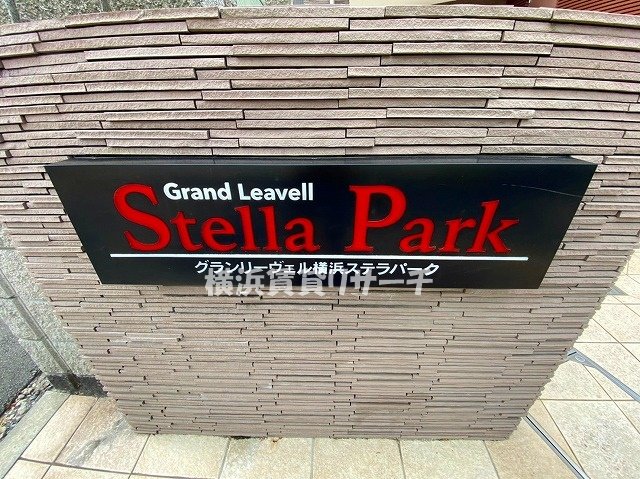 Grand Leavell
Stella Park
グランリーヴェル横浜ステラパーク
横浜賃貸リサーチ